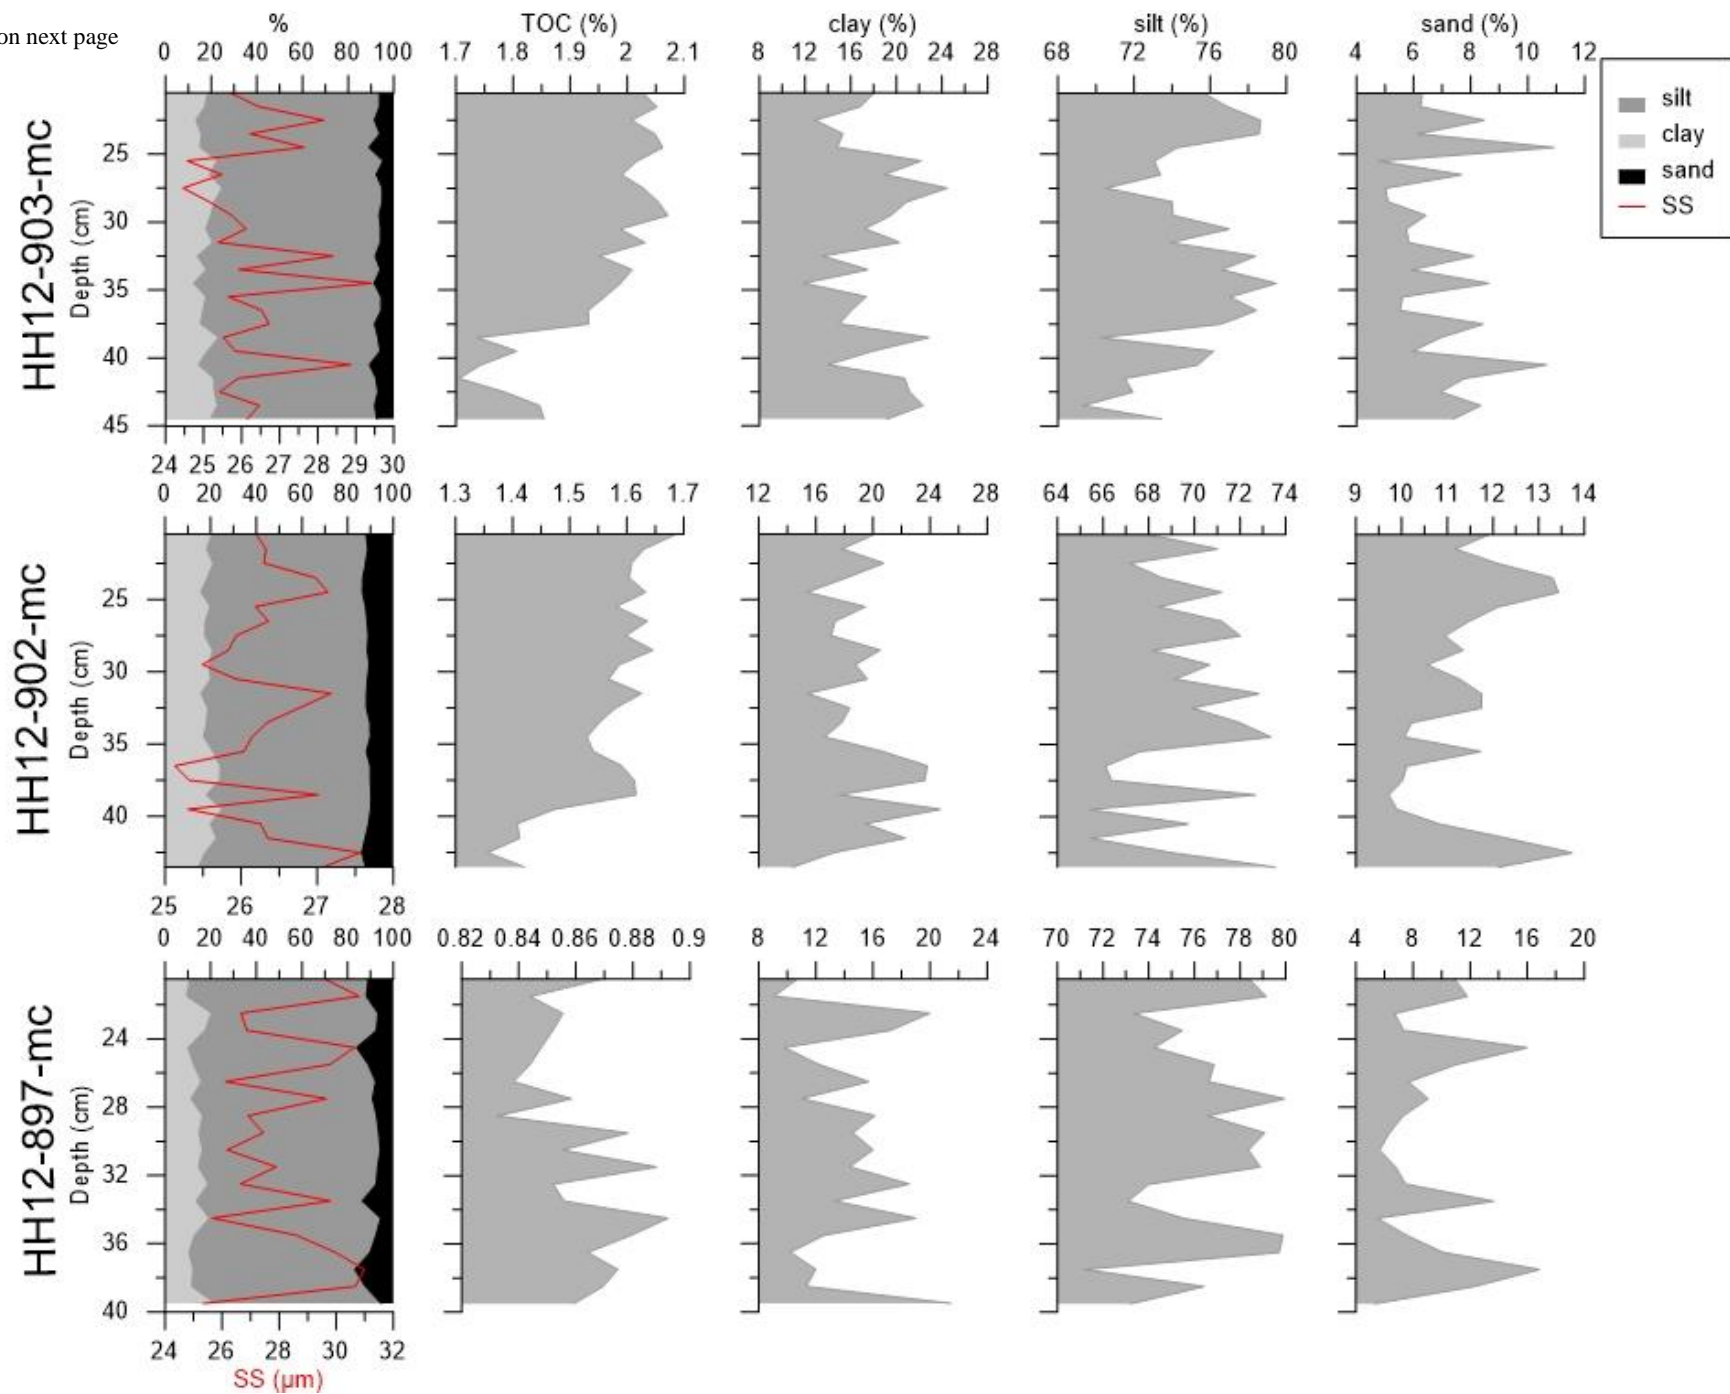 on next page
% TOC (%) clay (%) silt (%) sand (%)
0 20 40 60 80 100 1.7 1.8 1.9 2 2.1 8 12 16 20 24 28 68 72 76 80 4 6 8 10 12
silt
clay
sand
SS
HH12-903-mc
Depth (cm)
25
30
35
40
45
24 25 26 27 28 29 30
0 20 40 60 80 100 1.3 1.4 1.5 1.6 1.7 12 16 20 24 28 64 66 68 70 72 74 9 10 11 12 13 14
HH12-902-mc
Depth (cm)
25
30
35
40
25 26 27 28
0 20 40 60 80 100 0.82 0.84 0.86 0.88 0.9 8 12 16 20 24 70 72 74 76 78 80 4 8 12 16 20
HH12-897-mc
Depth (cm)
24
28
32
36
40
24 26 28 30 32
SS (µm)